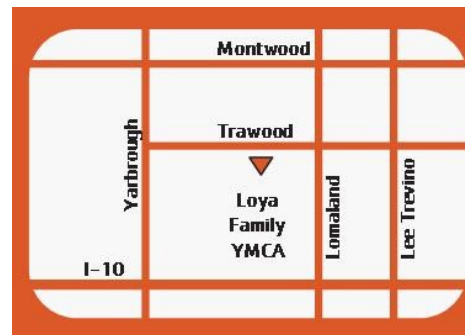 Montwood
Trawood
Yarbrough
Loya
Family
YMCA
Lomaland
Lee Trevino
I-10